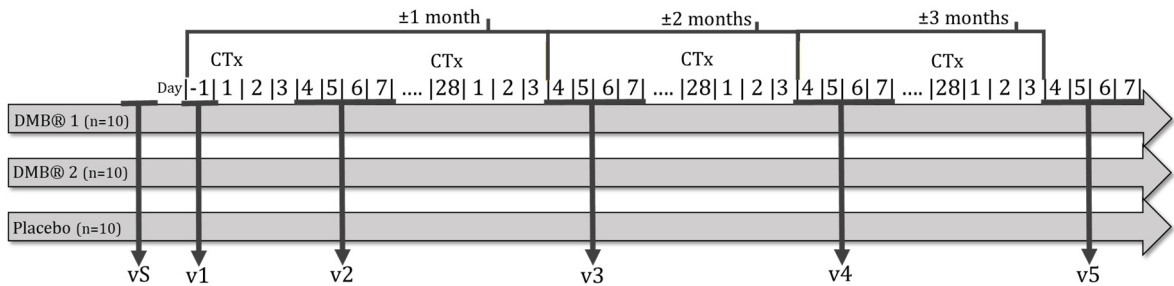 ±1 month ±2 months ±3 months
CTx CTx CTx CTx
Day |-1|1 |2 |3 |4 |5|6 |7| .... |28|1 |2 |3 |4 |5|6 |7| .... |28|1 |2 |3 |4 |5|6 |7| .... |28|1 |2 |3 |4 |5| 6 |7|
DMB® 1 (n=10)
DMB® 2 (n=10)
Placebo (n=10)
vS v1 v2 v3 v4 v5